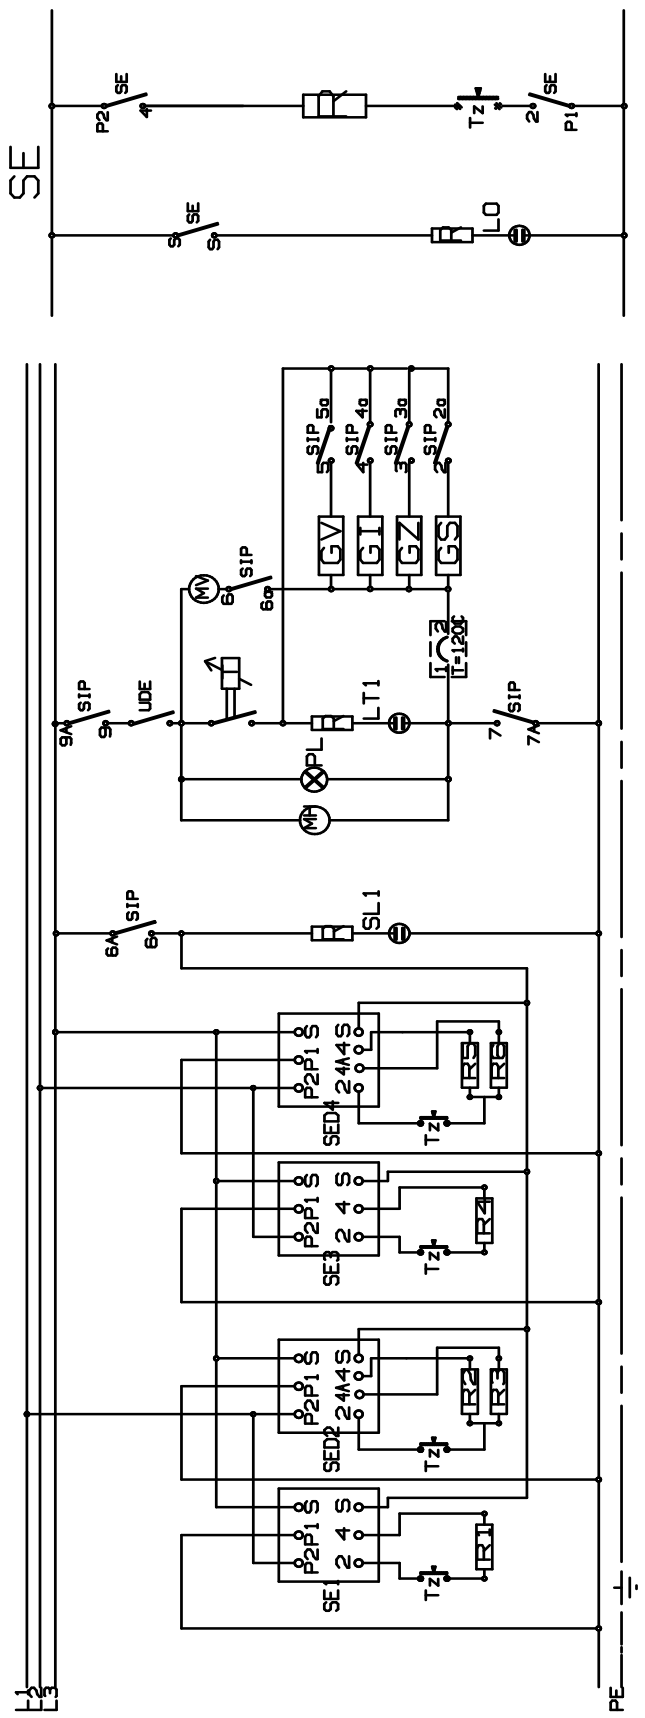 L1
L2
L3
PE
SE1
P2 P1 S
2 4 S
Tz
R1
SED2
P2 P1 S
2 4A 4 S
Tz
R2
R3
SE3
P2 P1 S
2 4 S
Tz
R4
SED4
P2 P1 S
2 4A 4 S
Tz
R5
R6
6A 6
SIP
SL1
MH
PL
9A 9
SIP
UDE
LT1
7 7A
SIP
MV
6 6a
SIP
1 2
T=120C
GV
GI
GZ
GS
5 SIP 5a
4 SIP 4a
3 SIP 3a
2 SIP 2a
SE
S S
SE
LO
P2 4
SE
Tz
2 P1
SE